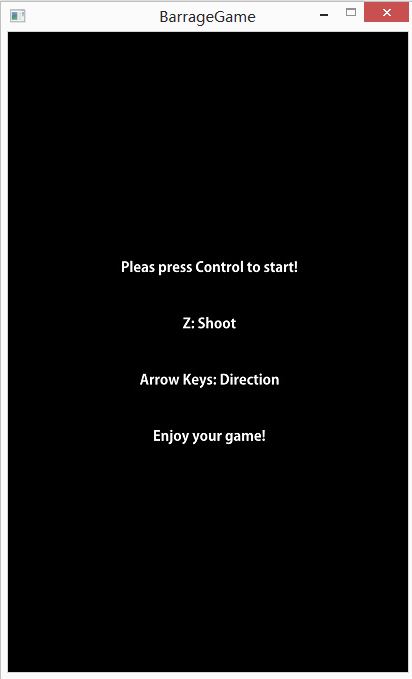 BarrageGame
Pleas press Control to start!
Z: Shoot
Arrow Keys: Direction
Enjoy your game!